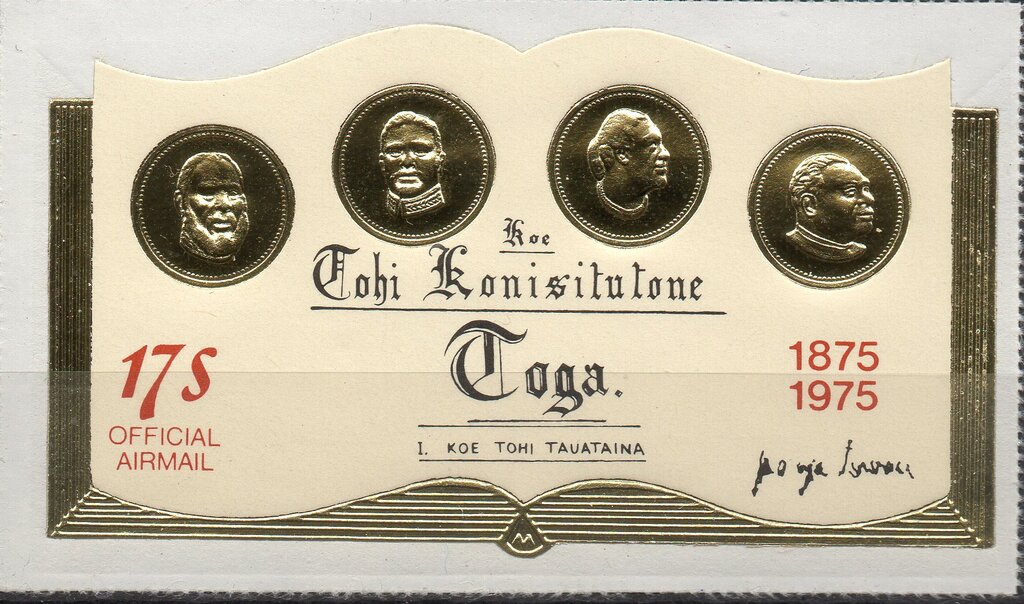 Koe
Tohi Konisitutone
Toga.
I. KOE TOHI TAUATAINA
17s
OFFICIAL
AIRMAIL
1875
1975
M